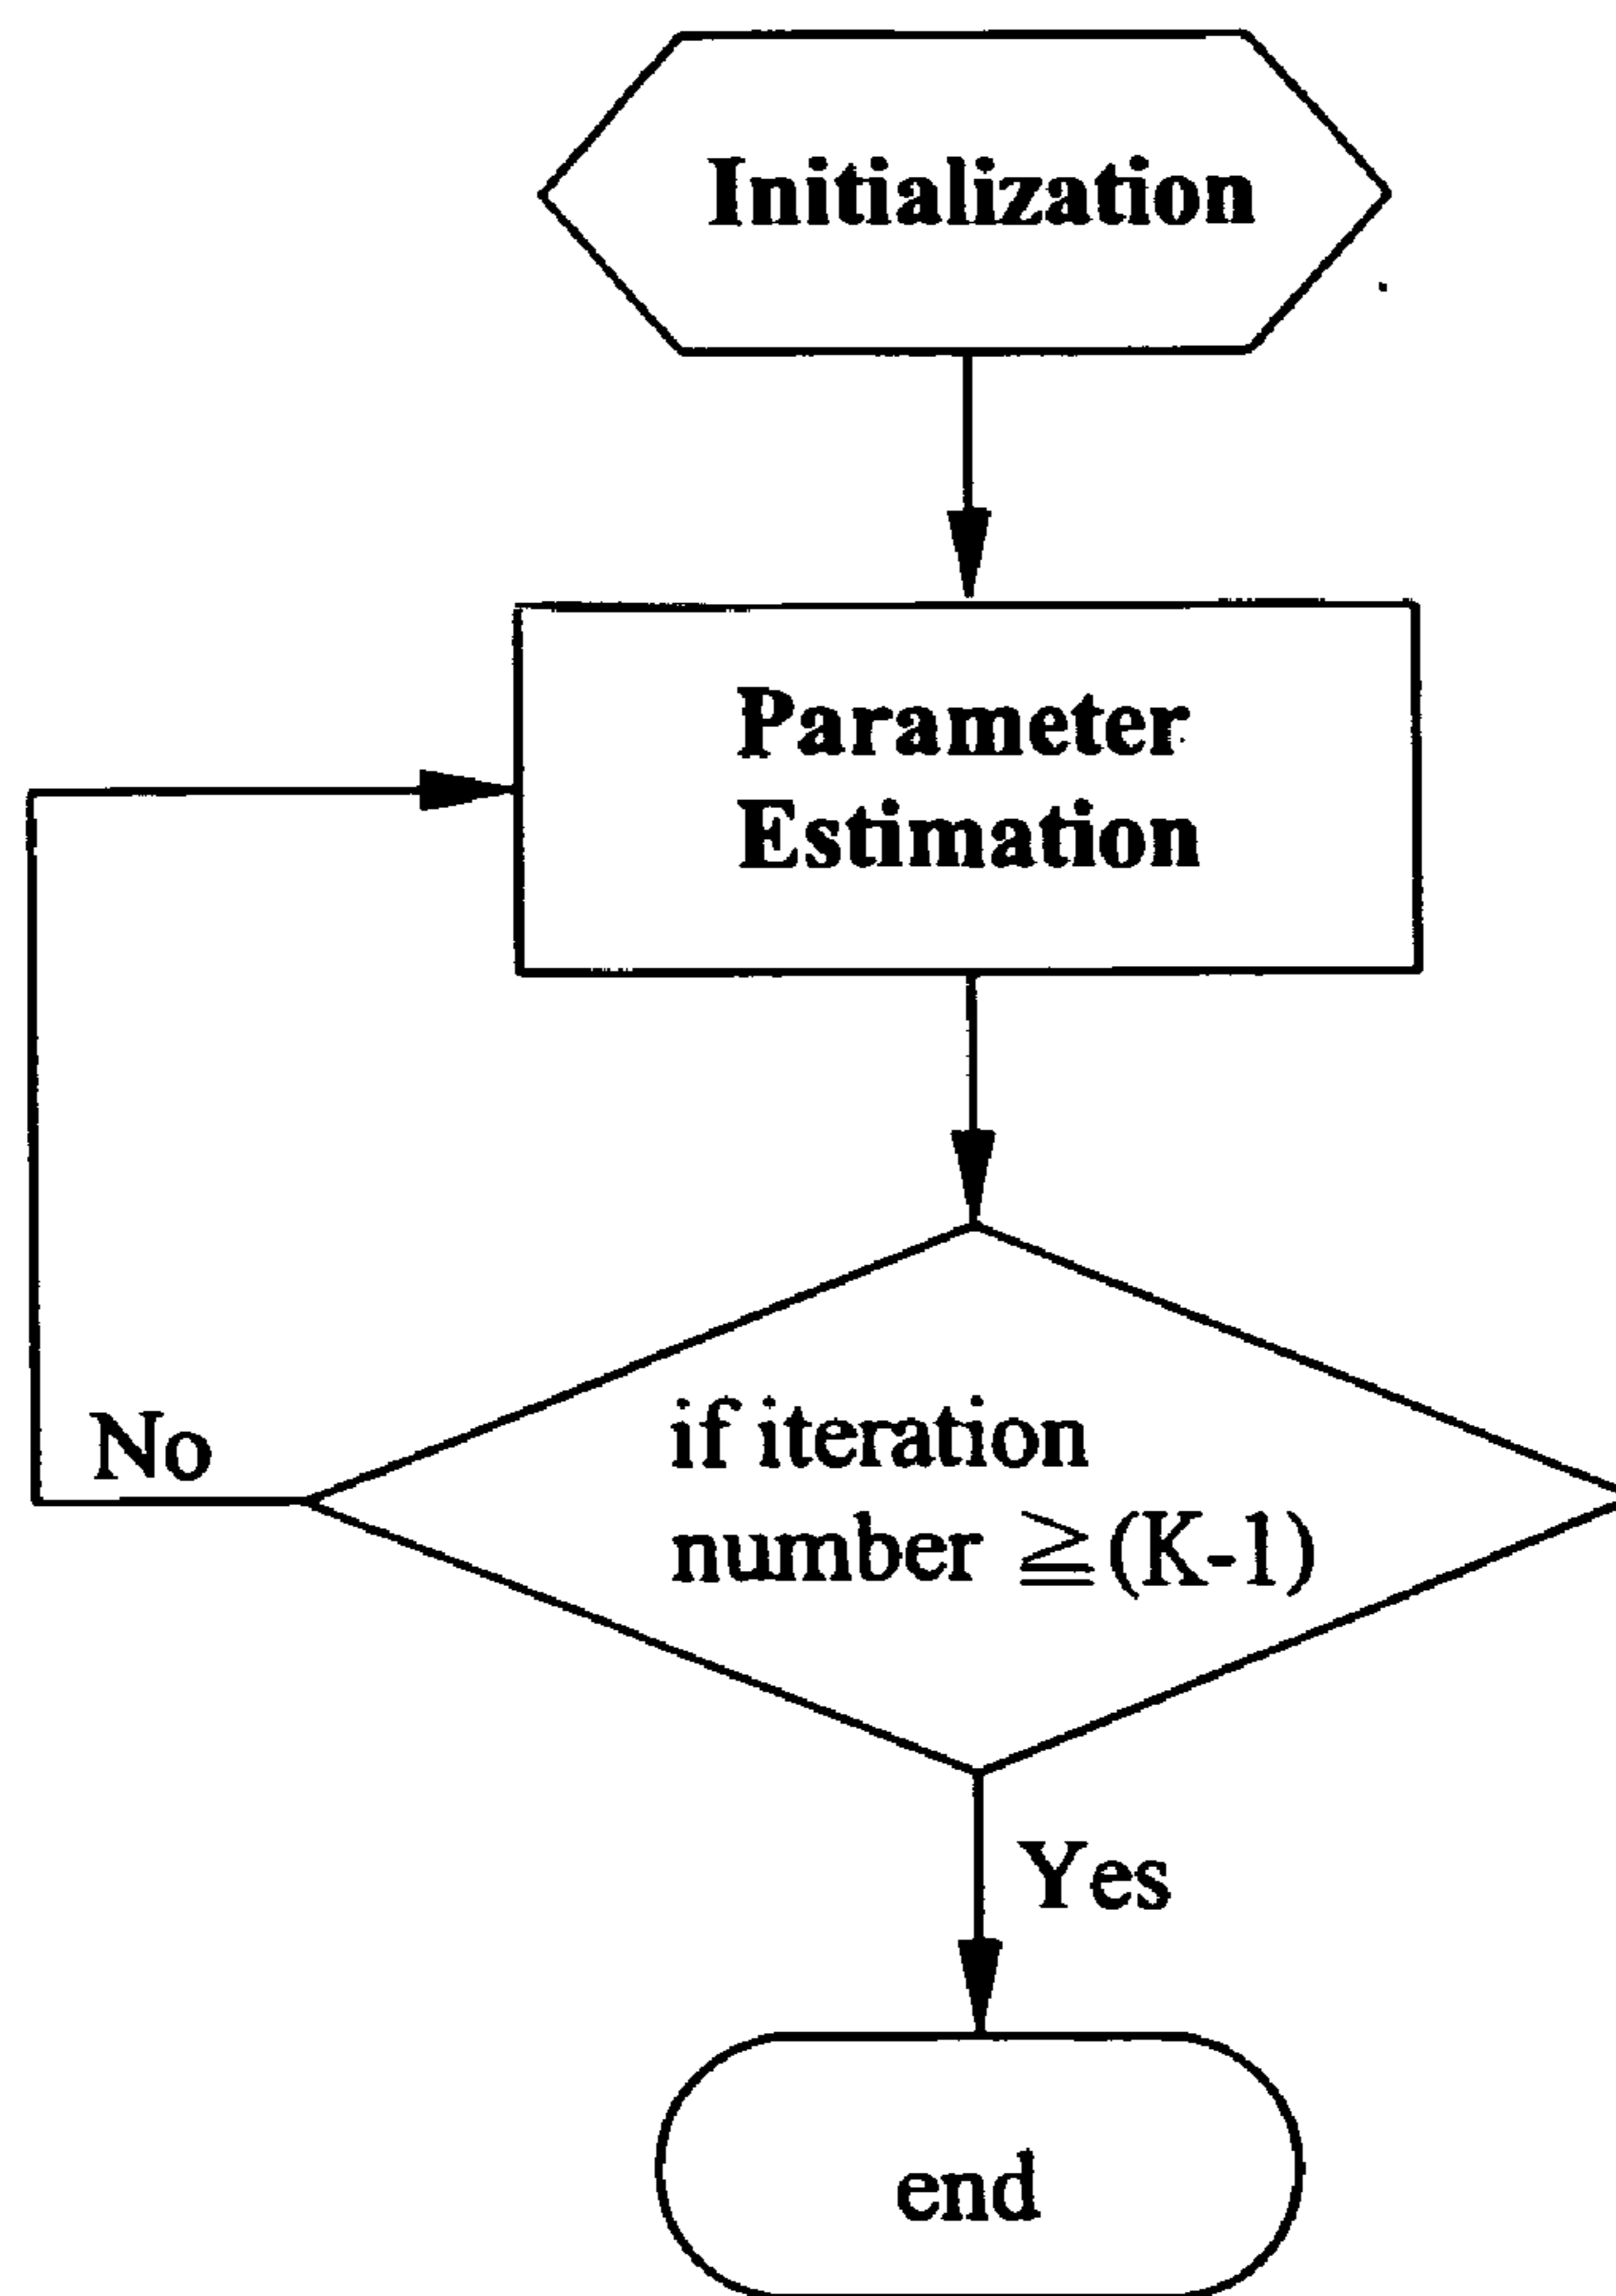 Initialization
Parameter
Estimation
if iteration
number ≧(K-1)
No
Yes
end